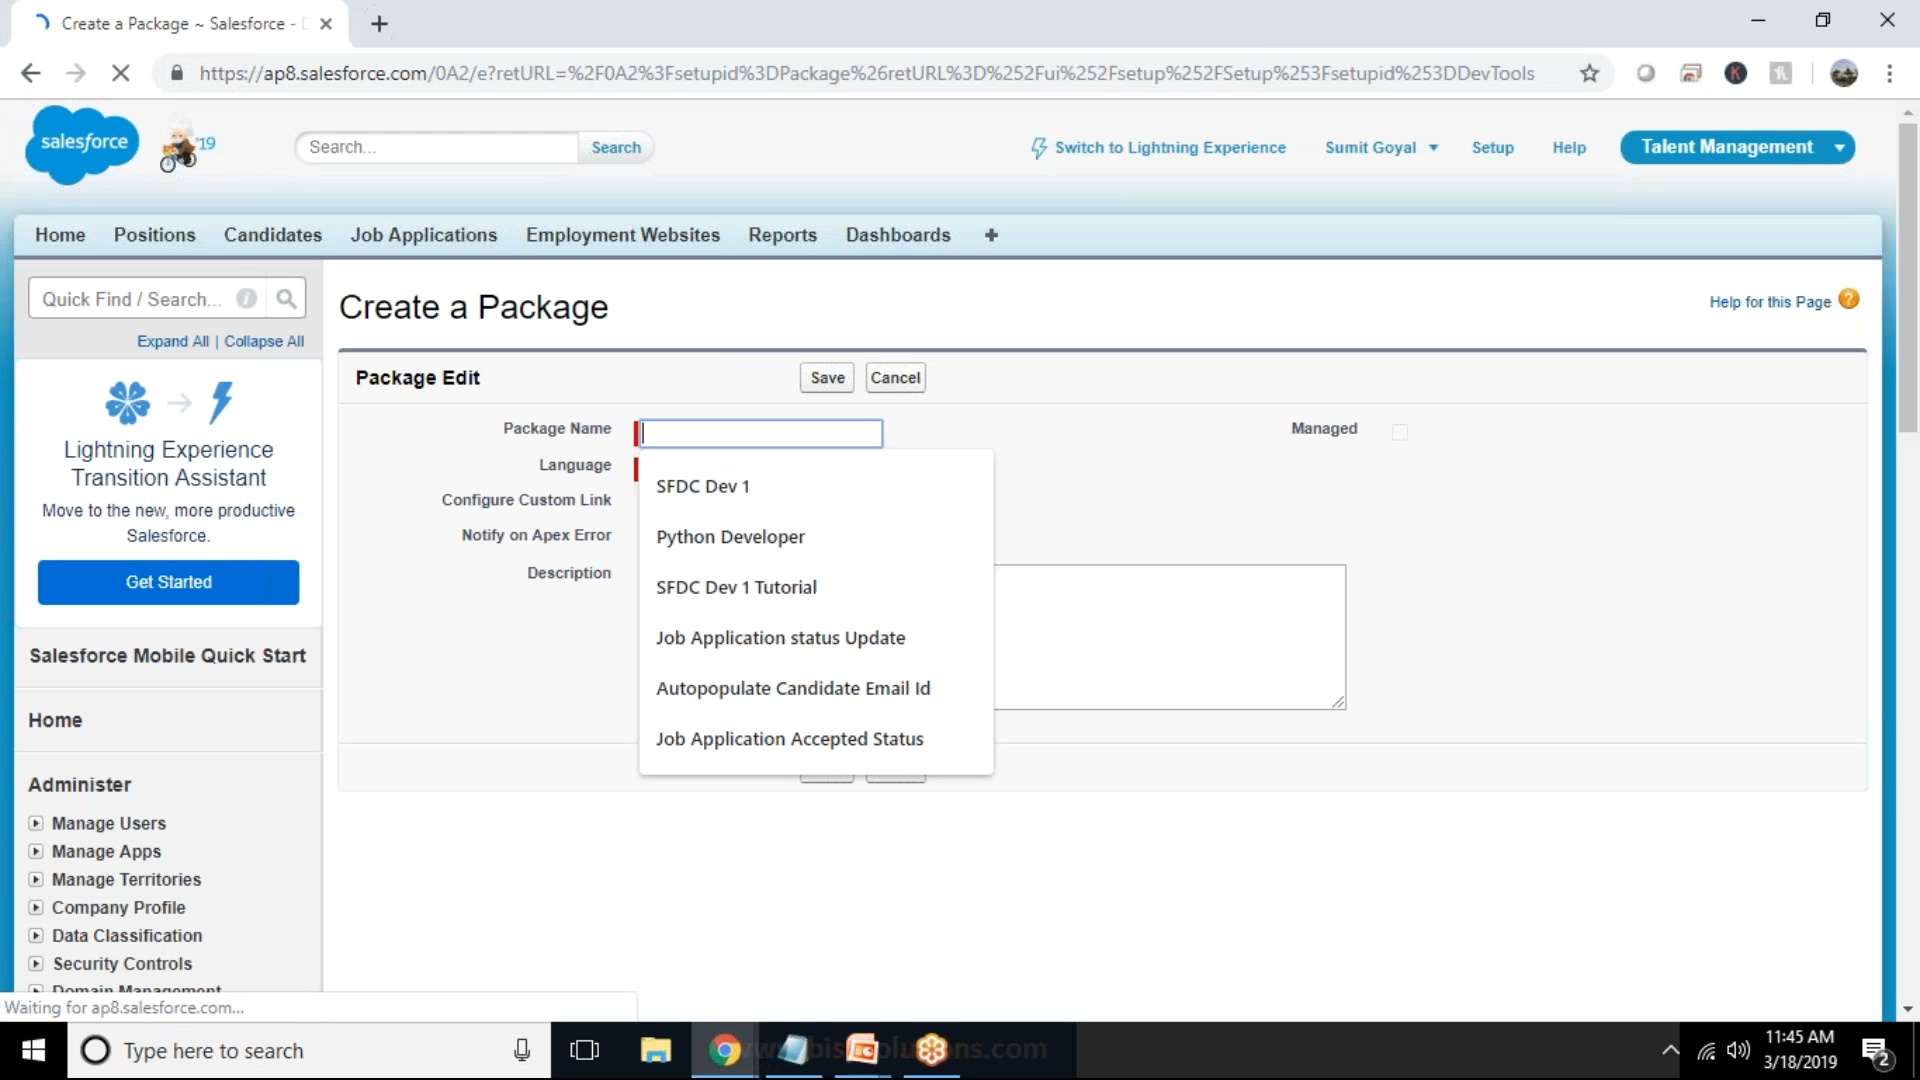 Create a Package ~ Salesforce - D
https://ap8.salesforce.com/0A2/e?retURL=%2F0A2%3Fsetupid%3DPackage%26retURL%3D%252Fui%252Fsetup%252FSetup%253Fsetupid%253DDevTools
salesforce
'19
Search...
Search
Switch to Lightning Experience
Sumit Goyal
Setup
Help
Talent Management
Home
Positions
Candidates
Job Applications
Employment Websites
Reports
Dashboards
+
Quick Find / Search...
Expand All | Collapse All
Lightning Experience
Transition Assistant
Move to the new, more productive
Salesforce.
Get Started
Salesforce Mobile Quick Start
Home
Administer
Manage Users
Manage Apps
Manage Territories
Company Profile
Data Classification
Security Controls
Domain Management
Create a Package
Help for this Page
Package Edit
Save
Cancel
Package Name
Managed
Language
Configure Custom Link
Notify on Apex Error
Description
SFDC Dev 1
Python Developer
SFDC Dev 1 Tutorial
Job Application status Update
Autopopulate Candidate Email Id
Job Application Accepted Status
Waiting for ap8.salesforce.com...
Type here to search
11:45 AM
3/18/2019
2